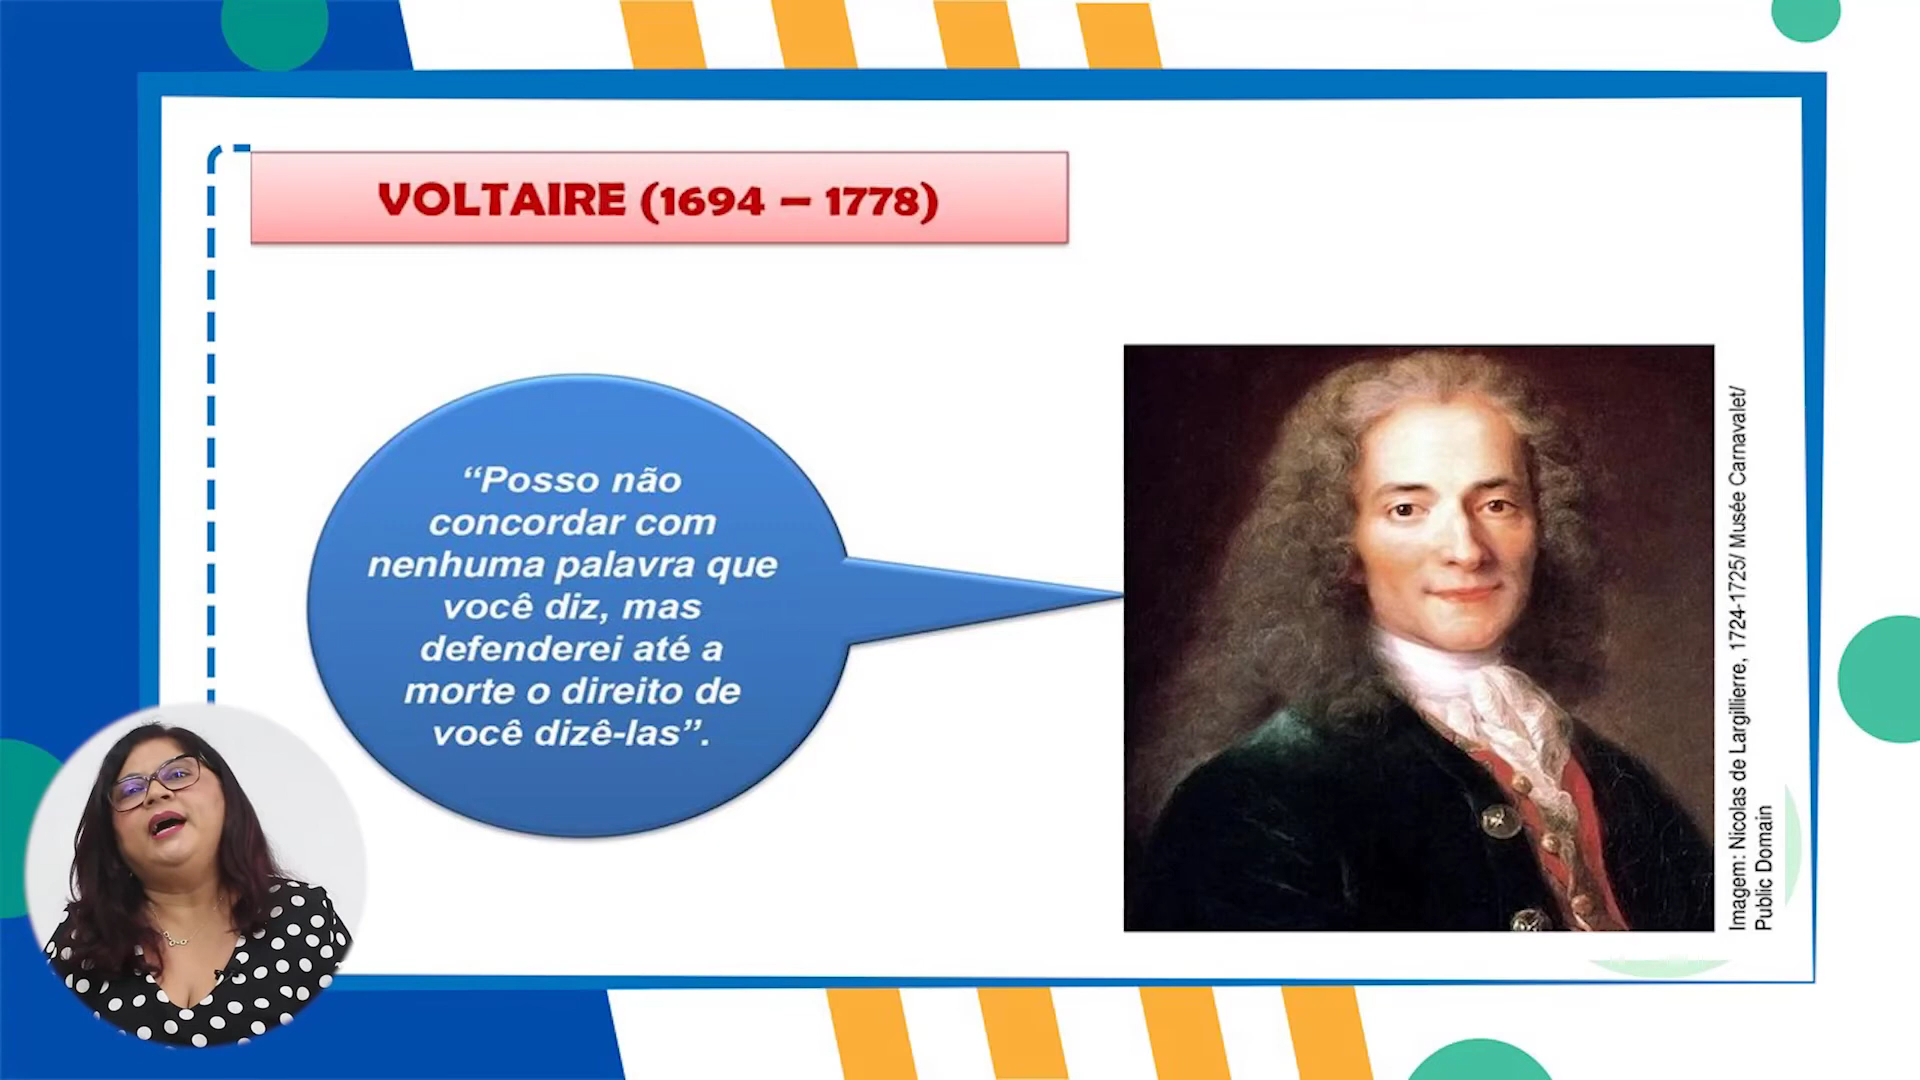 VOLTAIRE (1694 – 1778)
“Posso não
concordar com
nenhuma palavra que
você diz, mas
defenderei até a
morte o direito de
você dizê-las”.
Imagem: Nicolas de Largillierre, 1724-1725/ Musée Carnavalet/
Public Domain